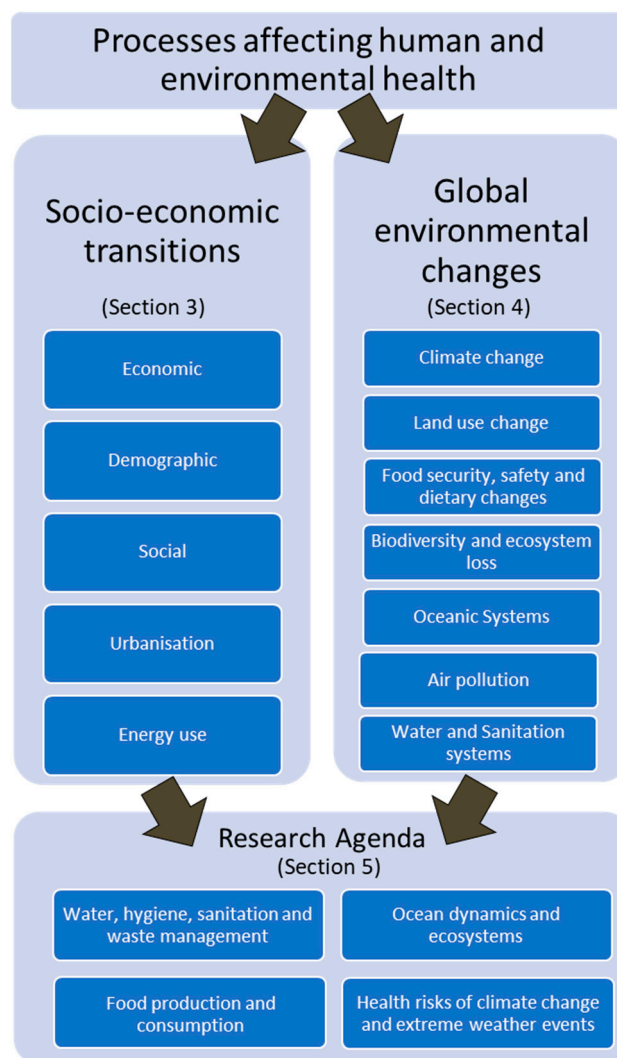 Processes affecting human and
environmental health
Socio-economic
transitions
(Section 3)
Economic
Demographic
Social
Urbanisation
Energy use
Global
environmental
changes
(Section 4)
Climate change
Land use change
Food security, safety and
dietary changes
Biodiversity and ecosystem
loss
Oceanic Systems
Air pollution
Water and Sanitation
systems
Research Agenda
(Section 5)
Water, hygiene, sanitation and
waste management
Ocean dynamics and
ecosystems
Food production and
consumption
Health risks of climate change
and extreme weather events